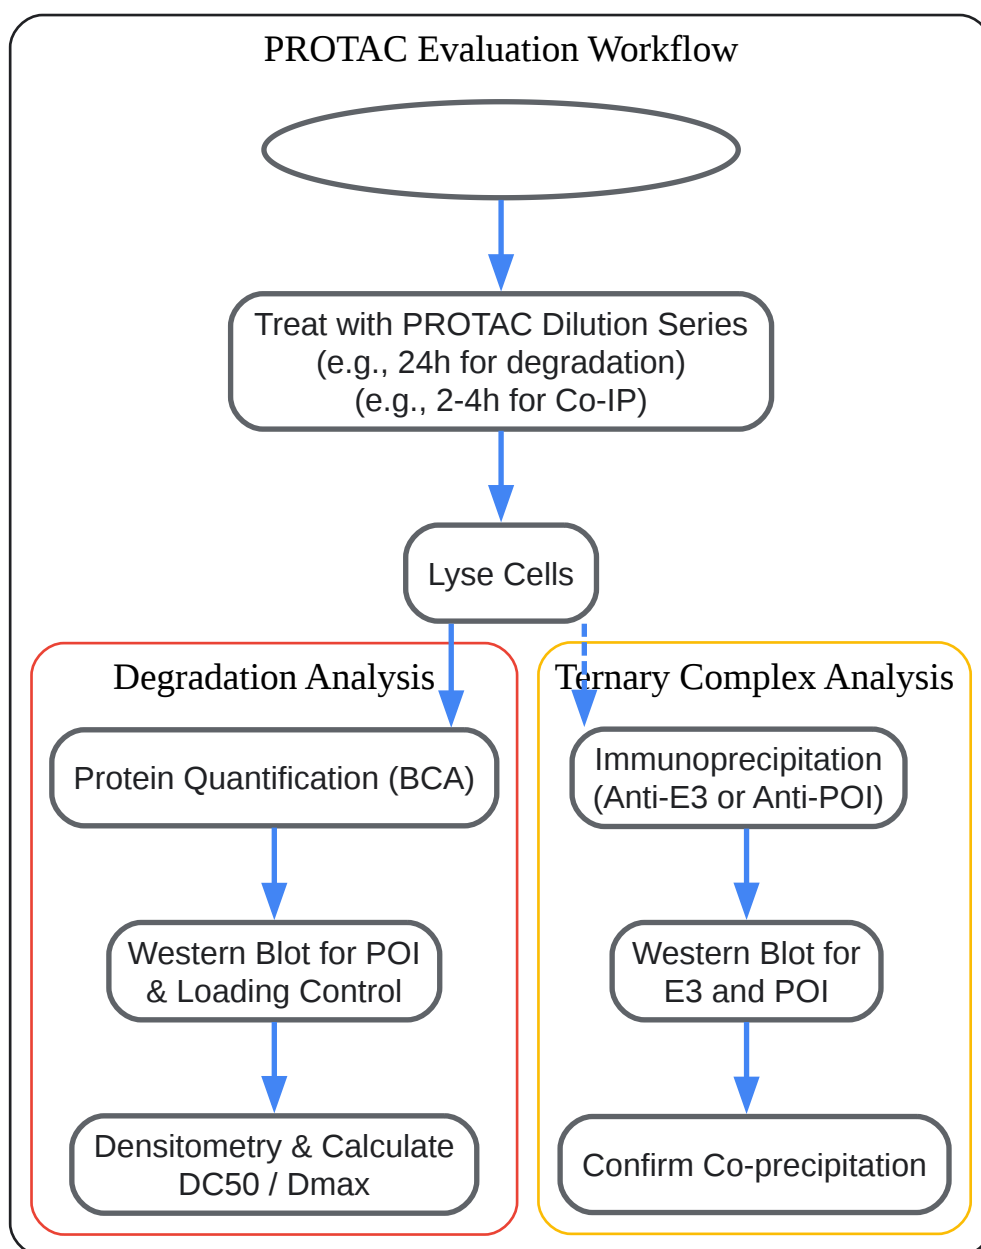 PROTAC Evaluation Workflow
Treat with PROTAC Dilution Series
(e.g., 24h for degradation)
(e.g., 2-4h for Co-IP)
Lyse Cells
Degradation Analysis
Protein Quantification (BCA)
Western Blot for POI
& Loading Control
Densitometry & Calculate
DC50 / Dmax
Ternary Complex Analysis
Immunoprecipitation
(Anti-E3 or Anti-POI)
Western Blot for
E3 and POI
Confirm Co-precipitation